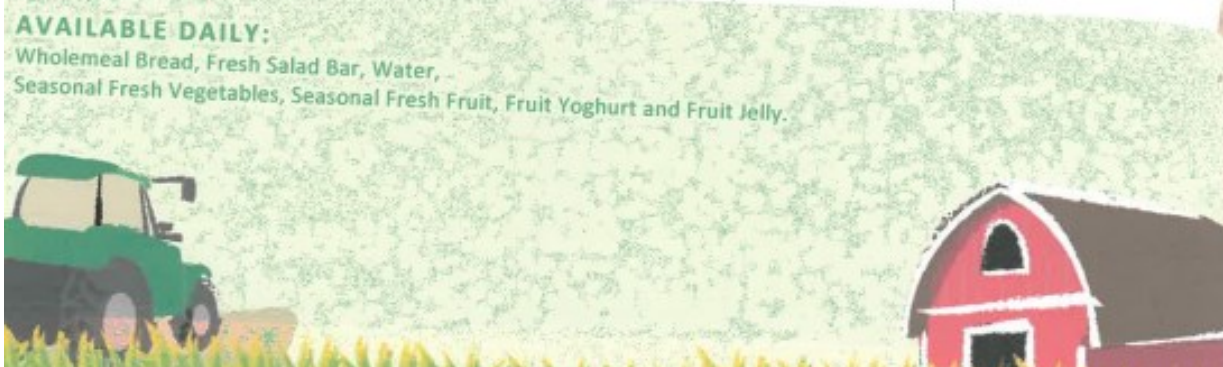 AVAILABLE DAILY:
Wholemeal Bread, Fresh Salad Bar, Water,
Seasonal Fresh Vegetables, Seasonal Fresh Fruit, Fruit Yoghurt and Fruit Jelly.